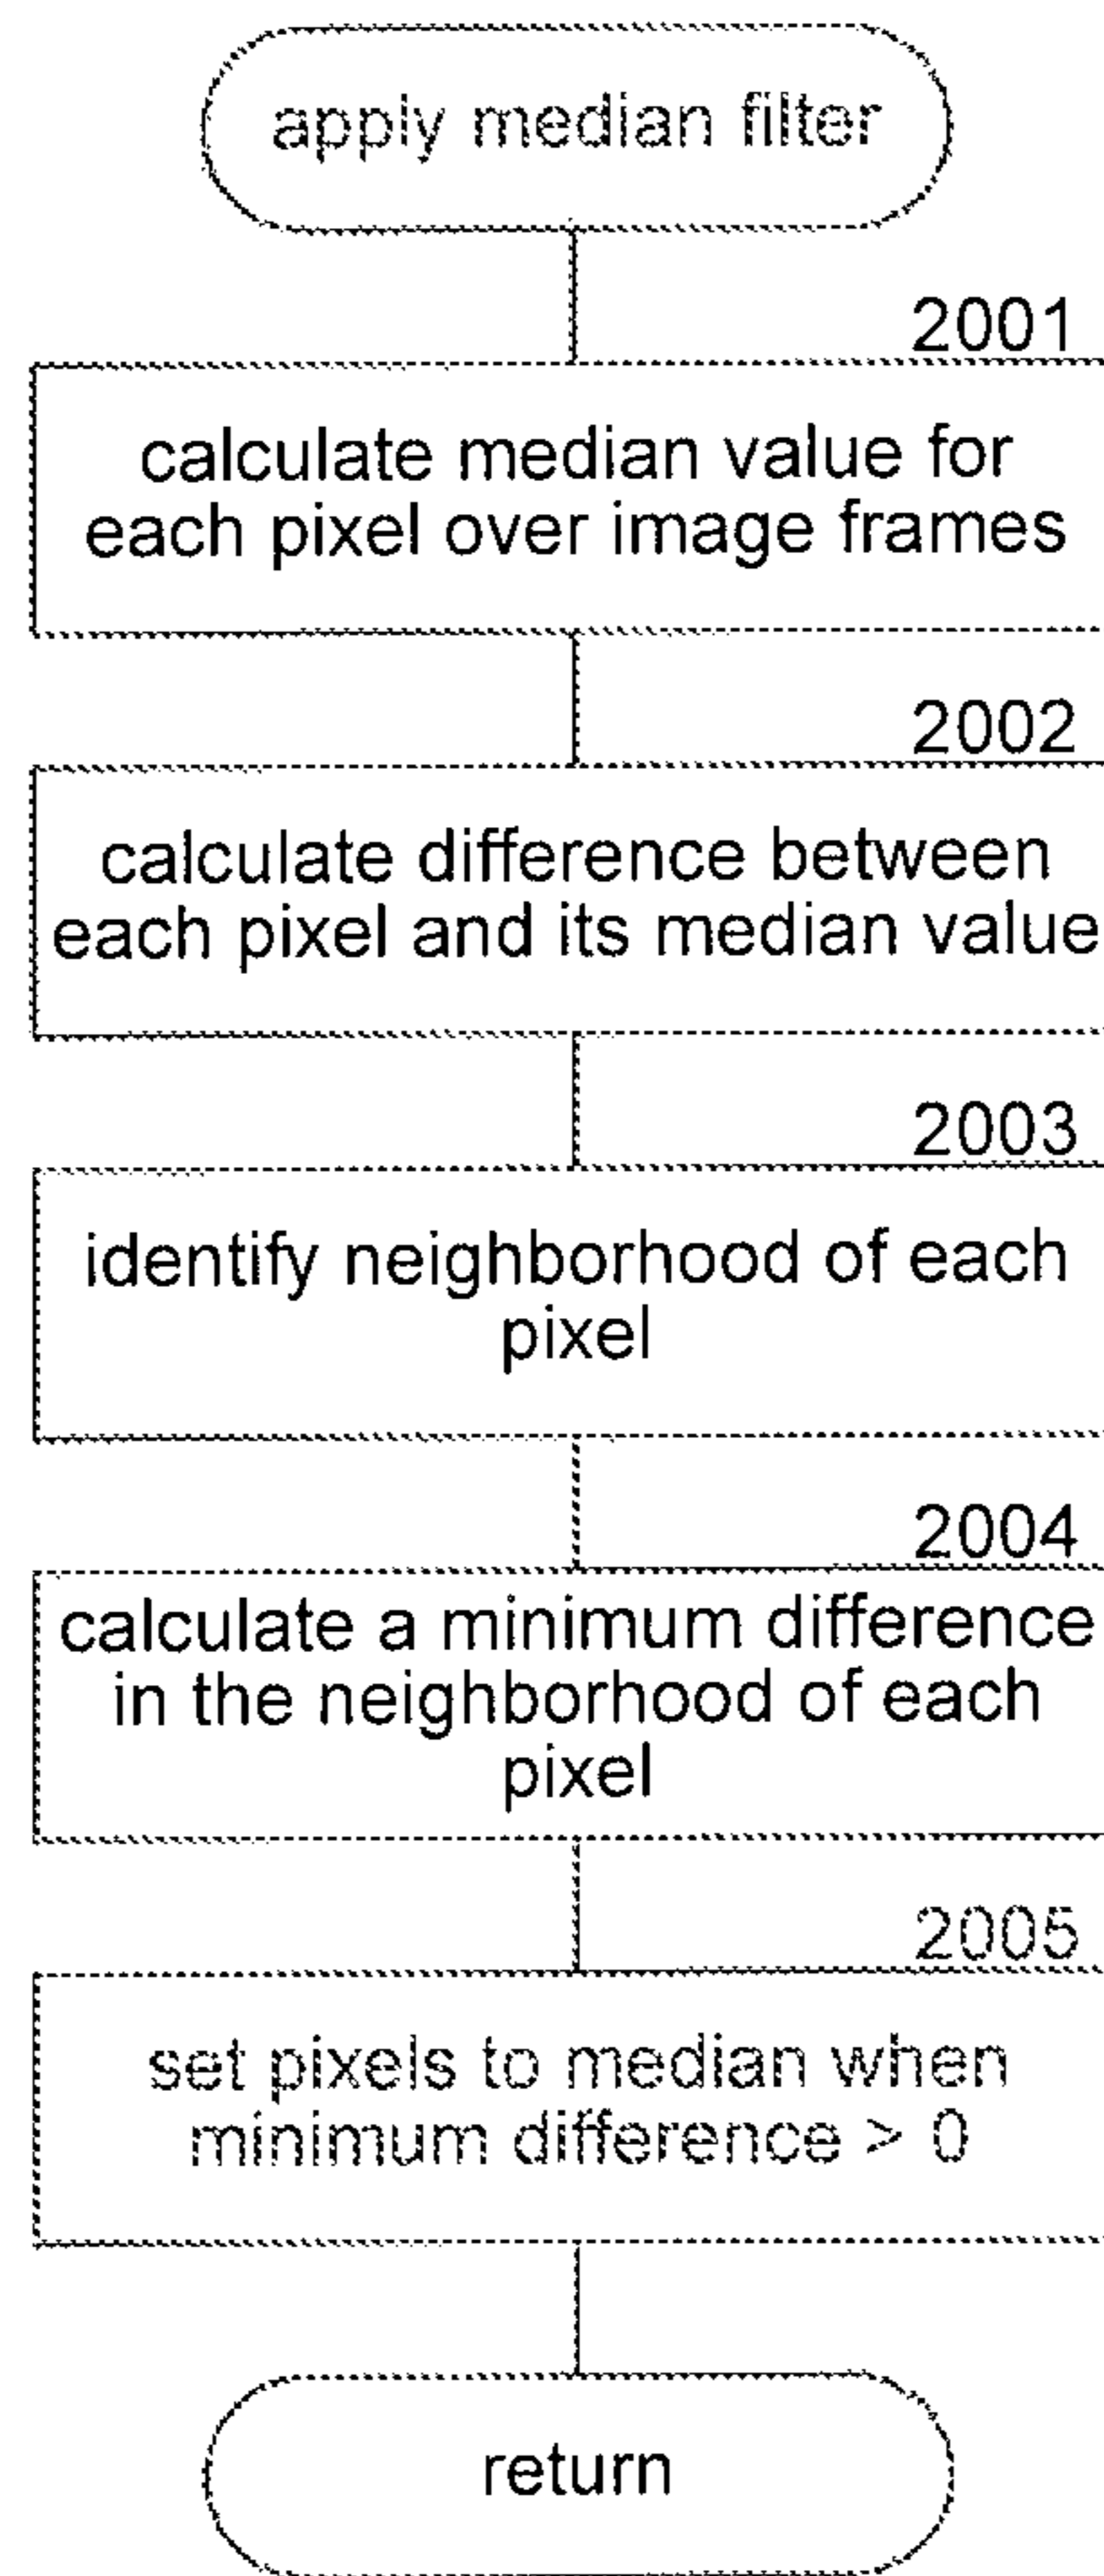 apply median filter
2001
calculate median value for
each pixel over image frames
2002
calculate difference between
each pixel and its median value
2003
identify neighborhood of each
pixel
2004
calculate a minimum difference
in the neighborhood of each
pixel
2005
set pixels to median when
minimum difference > 0
return